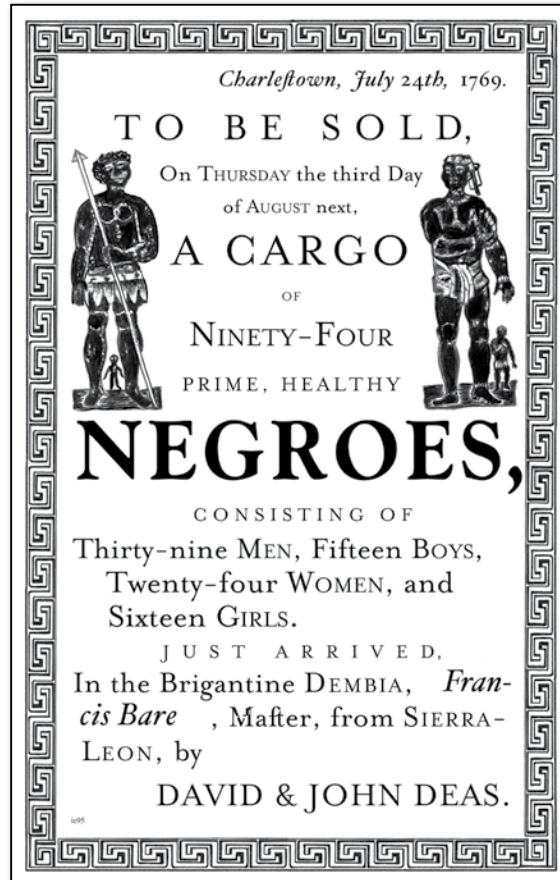 Charleſtown, July 24th, 1769.
TO BE SOLD,
On THURSDAY the third Day
of AUGUST next,
A CARGO
OF
NINETY-FOUR
PRIME, HEALTHY
NEGROES,
CONSISTING OF
Thirty-nine MEN, Fifteen BOYS,
Twenty-four WOMEN, and
Sixteen GIRLS.
JUST ARRIVED,
In the Brigantine DEMBIA, Fran-
cis Bare , Maſter, from SIERRA-
LEON, by
DAVID & JOHN DEAS.